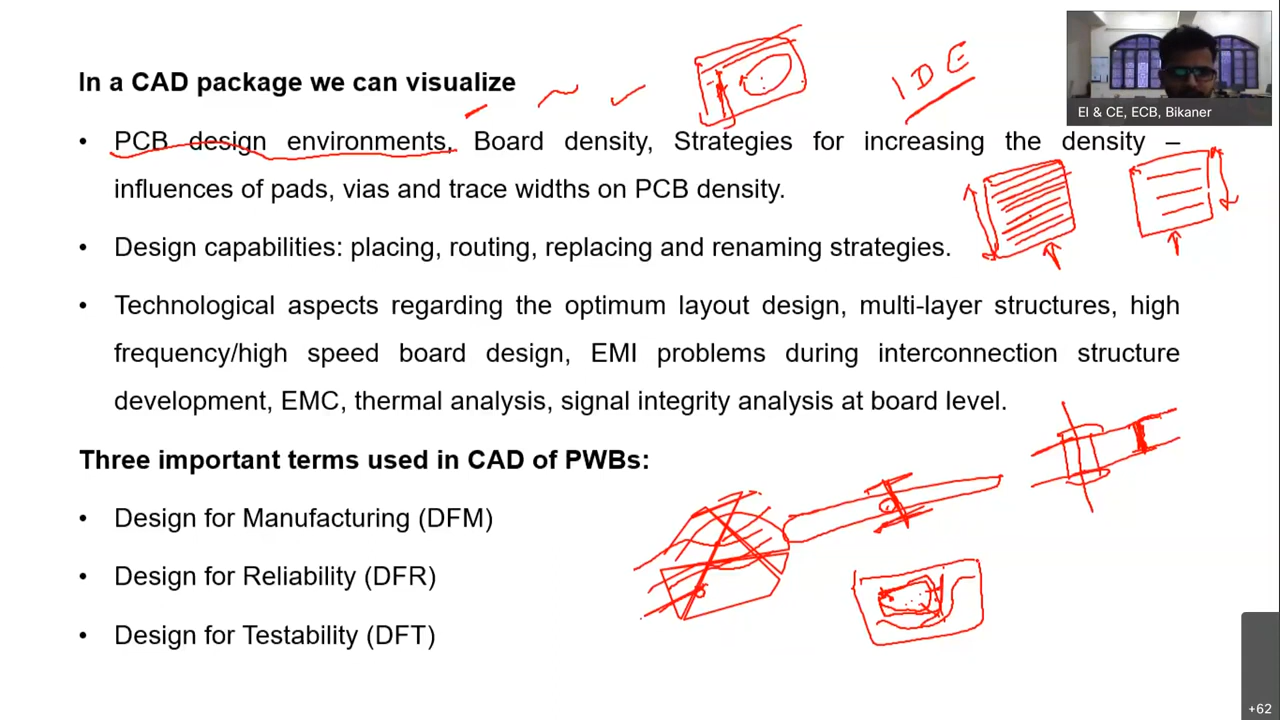 In a CAD package we can visualize
IDE
EI & CE, ECB, Bikaner
• PCB design environments, Board density, Strategies for increasing the density –
influences of pads, vias and trace widths on PCB density.
• Design capabilities: placing, routing, replacing and renaming strategies.
• Technological aspects regarding the optimum layout design, multi-layer structures, high
frequency/high speed board design, EMI problems during interconnection structure
development, EMC, thermal analysis, signal integrity analysis at board level.
Three important terms used in CAD of PWBs:
• Design for Manufacturing (DFM)
• Design for Reliability (DFR)
• Design for Testability (DFT)
+62